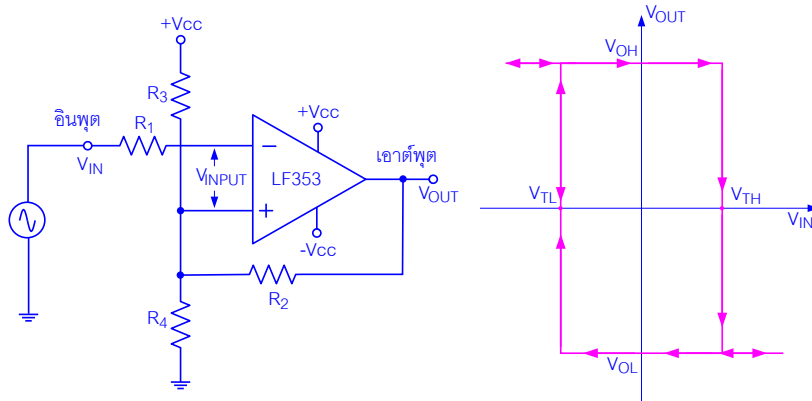 +Vcc
R3
อินพุต
R1
VIN
VINPUT
+Vcc
−
LF353
+
-Vcc
เอาต์พุต
VOUT
R2
R4
VOUT
VOH
VTL
VTH
VIN
VOL